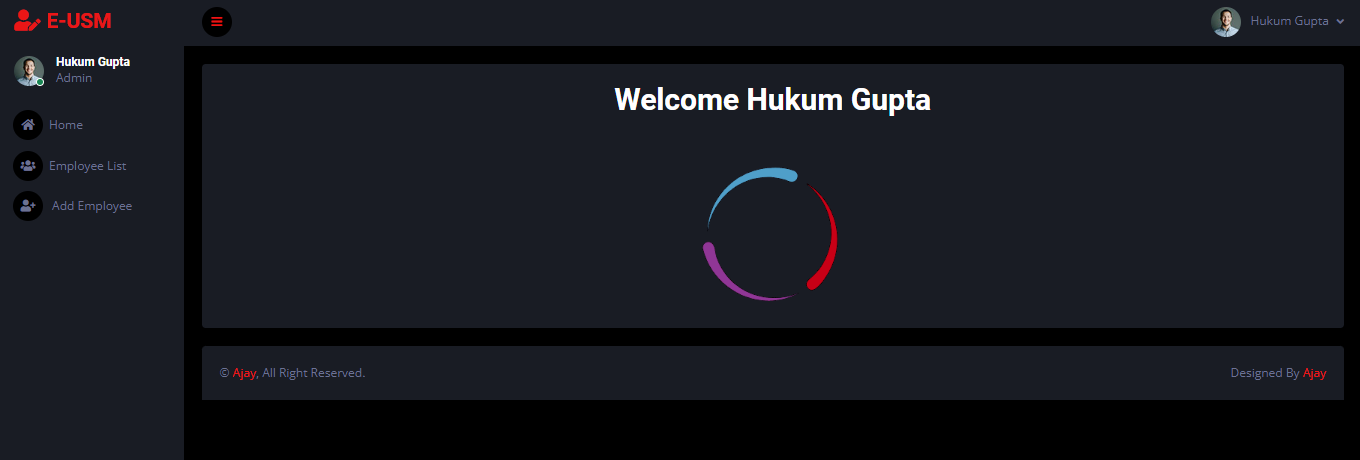 E-USM
Hukum Gupta
Hukum Gupta
Admin
Home
Employee List
Add Employee
Welcome Hukum Gupta
© Ajay, All Right Reserved.
Designed By Ajay